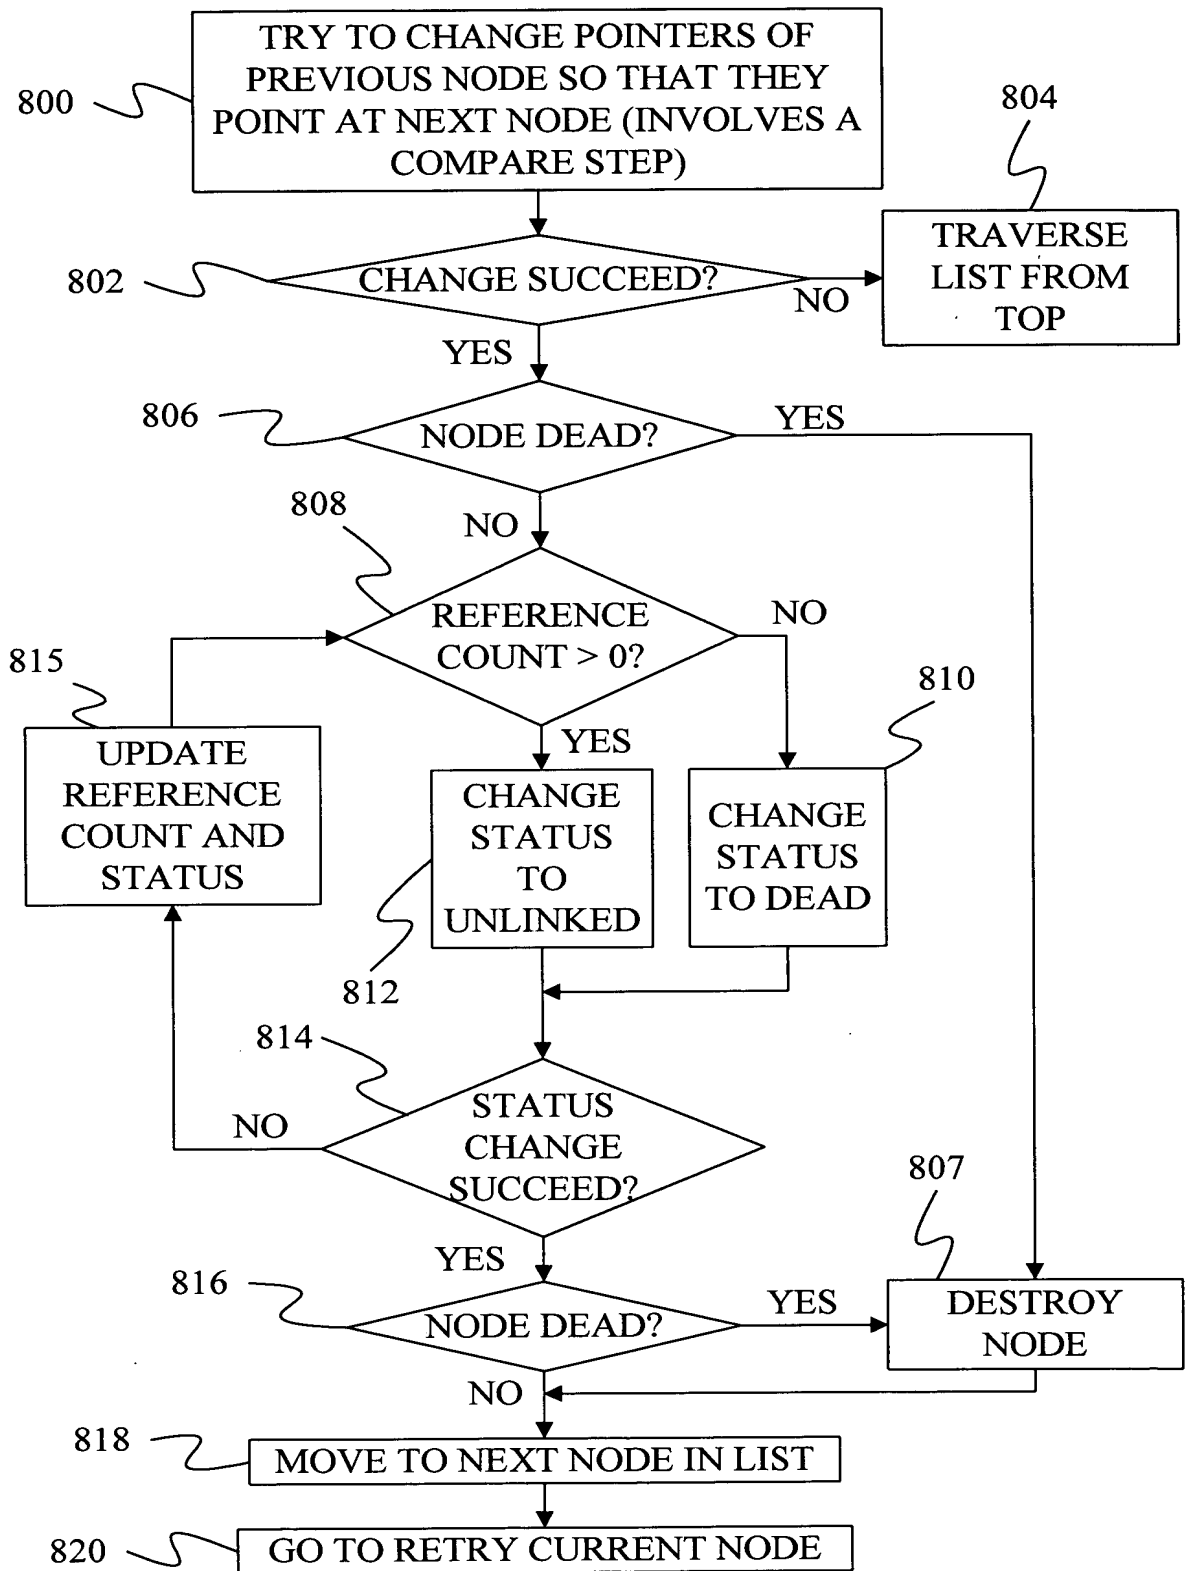 TRY TO CHANGE POINTERS OF
PREVIOUS NODE SO THAT THEY
POINT AT NEXT NODE (INVOLVES A
COMPARE STEP)
800
804
TRAVERSE
LIST FROM
TOP
802
CHANGE SUCCEED?
NO
YES
806
NODE DEAD?
YES
808
NO
REFERENCE
COUNT > 0?
NO
815
810
UPDATE
REFERENCE
COUNT AND
STATUS
YES
CHANGE
STATUS
TO
UNLINKED
CHANGE
STATUS
TO DEAD
812
814
STATUS
CHANGE
SUCCEED?
NO
807
YES
816
NODE DEAD?
YES
DESTROY
NODE
NO
818
MOVE TO NEXT NODE IN LIST
820
GO TO RETRY CURRENT NODE